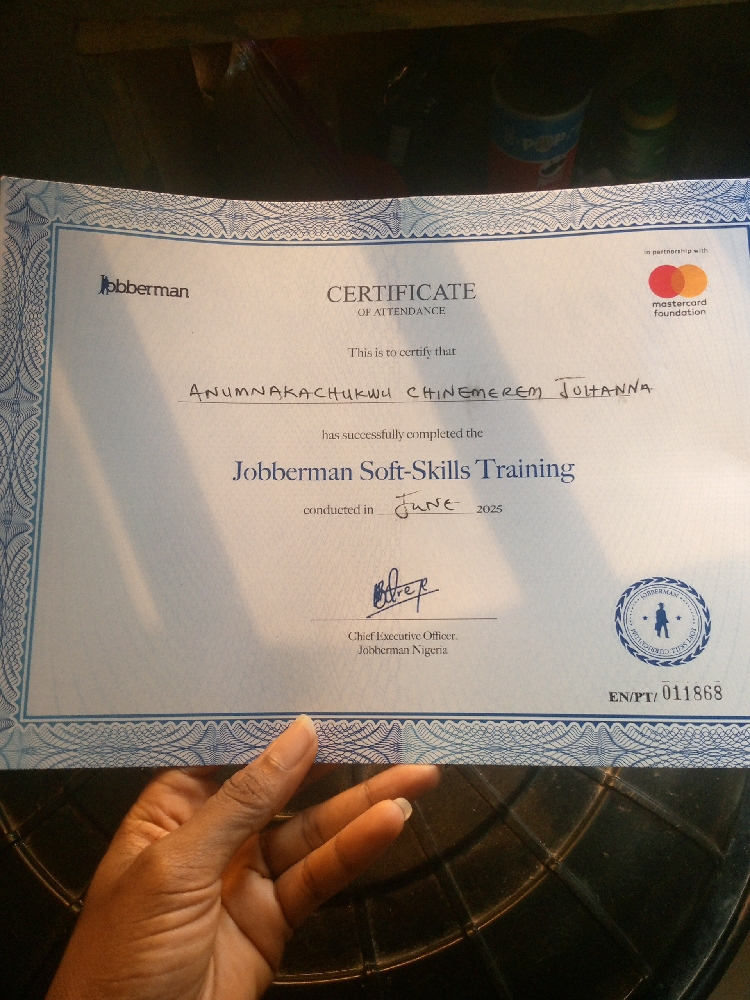 Jobberman
in partnership with
mastercard
foundation
CERTIFICATE
OF ATTENDANCE
This is to certify that
ANUMNAKACHUKWU CHINEMEREM JOHANNA
has successfully completed the
Jobberman Soft-Skills Training
conducted in JUNE 2025
Chief Executive Officer.
Jobberman Nigeria
JOBBERMAN
EN/PT/ 011868